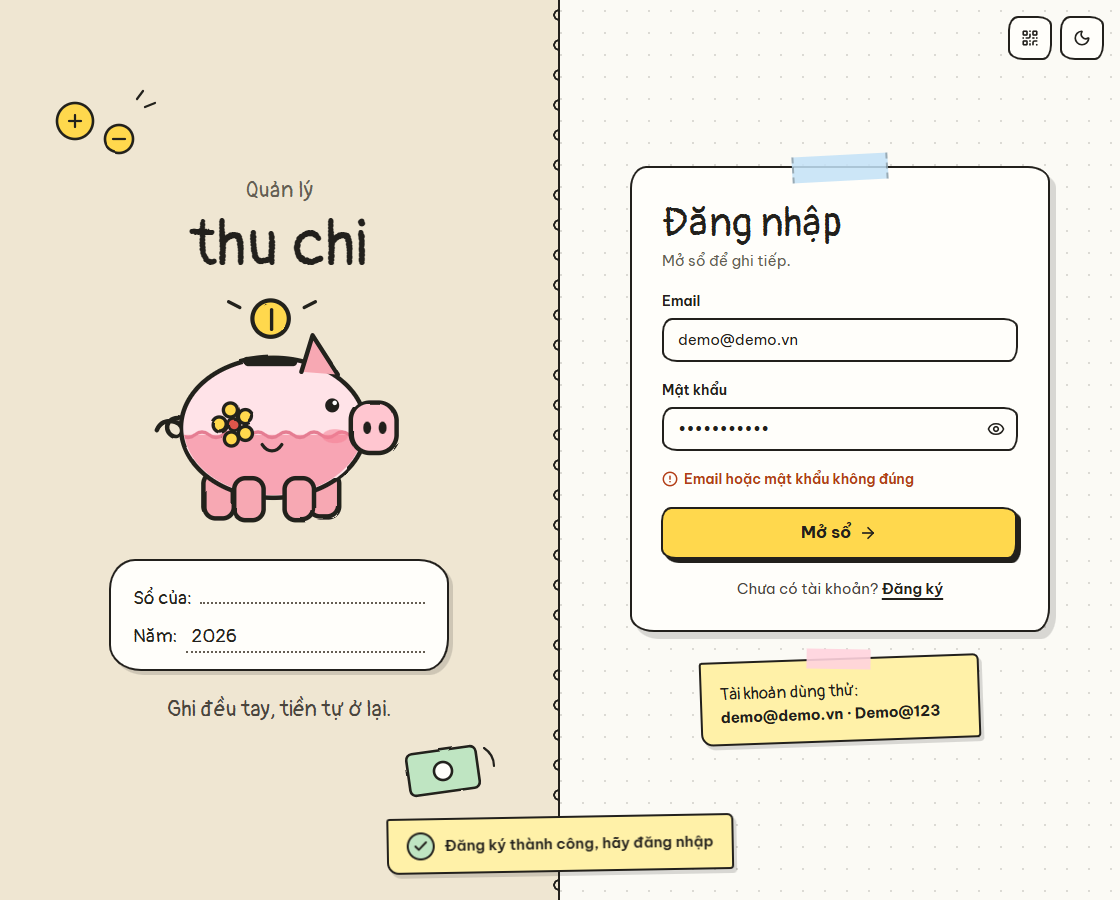 Quản lý
thu chi
Sổ của:
Năm: 2026
Ghi đều tay, tiền tự ở lại.
Đăng nhập
Mở sổ để ghi tiếp.
Email
demo@demo.vn
Mật khẩu
•••••••••••
Email hoặc mật khẩu không đúng
Mở sổ →
Chưa có tài khoản? Đăng ký
Tài khoản dùng thử:
demo@demo.vn · Demo@123
Đăng ký thành công, hãy đăng nhập